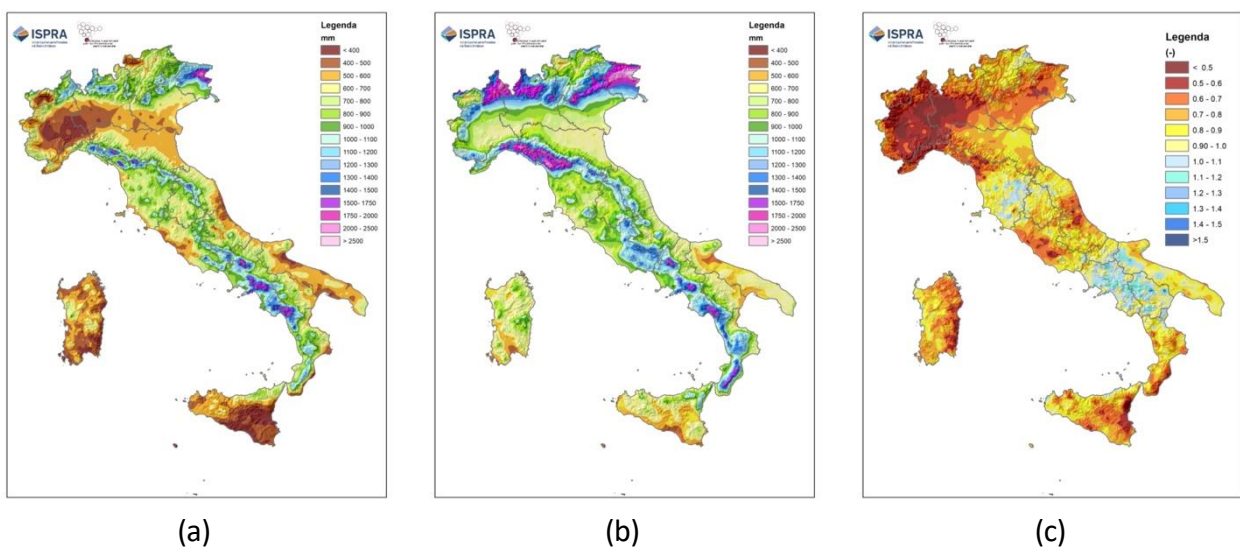 ISPRA
Legenda
mm
< 400
400 - 500
500 - 600
600 - 700
700 - 800
800 - 900
900 - 1000
1000 - 1100
1100 - 1200
1200 - 1300
1300 - 1400
1400 - 1500
1500- 1750
1750 - 2000
2000 - 2500
> 2500
(a)
ISPRA
Legenda
mm
< 400
400 - 500
500 - 600
600 - 700
700 - 800
800 - 900
900 - 1000
1000 - 1100
1100 - 1200
1200 - 1300
1300 - 1400
1400 - 1500
1500- 1750
1750 - 2000
2000 - 2500
> 2500
(b)
ISPRA
Legenda
(-)
< 0.5
0.5 - 0.6
0.6 - 0.7
0.7 - 0.8
0.8 - 0.9
0.90 - 1.0
1.0 - 1.1
1.1 - 1.2
1.2 - 1.3
1.3 - 1.4
1.4 - 1.5
>1.5
(c)